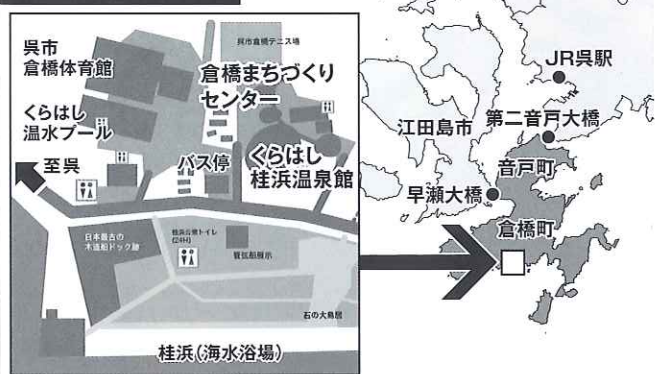 呉市
倉橋体育館
呉市倉橋テニス場
倉橋まちづくり
センター
くらはし
温水プール
至呉
バス停
くらはし
桂浜温泉館
日本最古の
木造船ドック跡
桂浜公衆トイレ
(24H)
管弦船展示
石の大鳥居
桂浜(海水浴場)
JR呉駅
江田島市
第二音戸大橋
音戸町
早瀬大橋
倉橋町